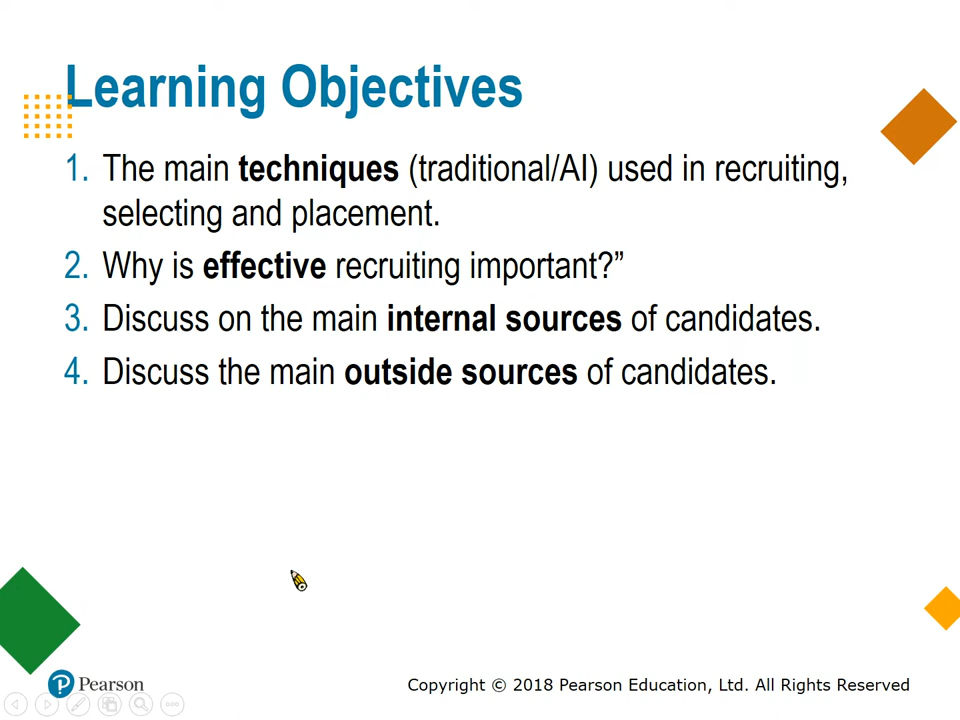 Learning Objectives
1. The main techniques (traditional/AI) used in recruiting,
selecting and placement.
2. Why is effective recruiting important?”
3. Discuss on the main internal sources of candidates.
4. Discuss the main outside sources of candidates.
Pearson
Copyright © 2018 Pearson Education, Ltd. All Rights Reserved